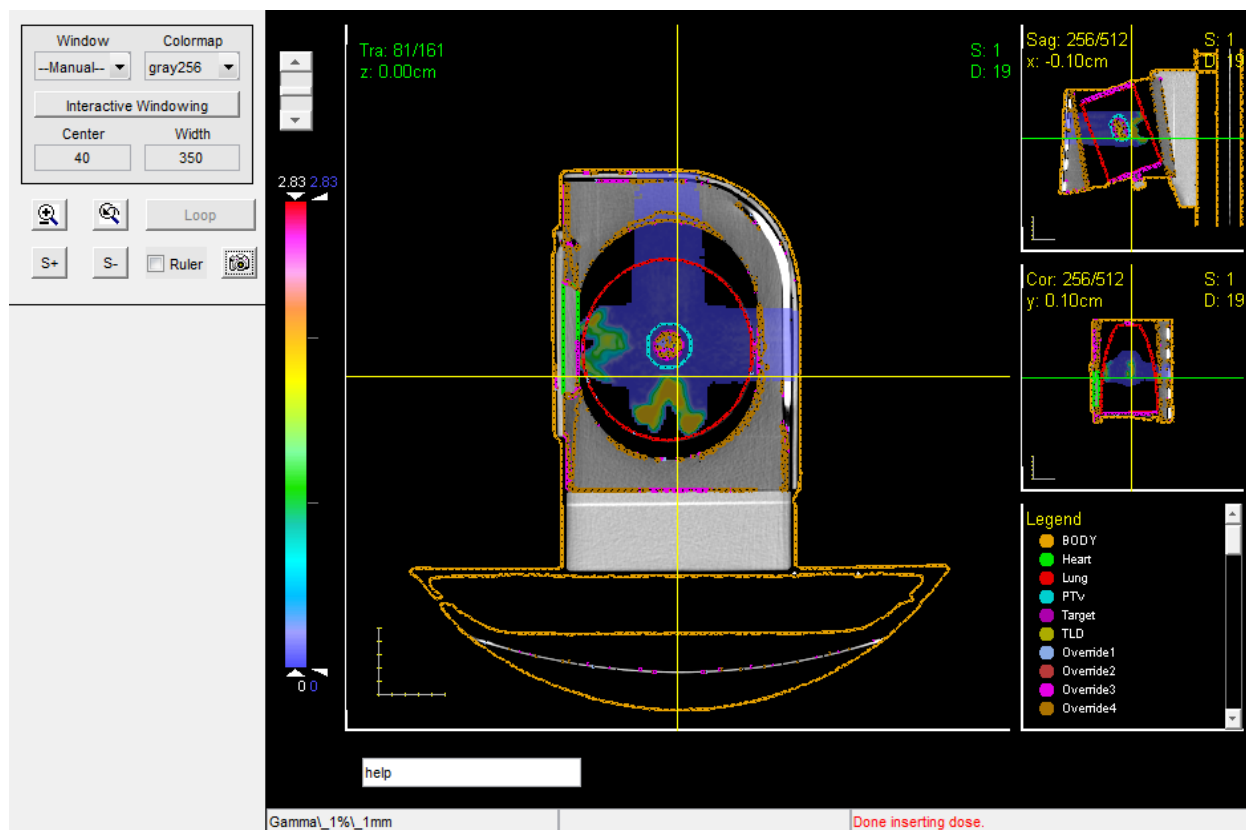 Window Colormap
--Manual-- gray256
Interactive Windowing
Center Width
40 350
Loop
S+ S- Ruler
2.83 2.83
0 0
Tra: 81/161 S: 1
z: 0.00cm D: 19
Sag: 256/512 S: 1
x: -0.10cm D: 19
Cor: 256/512 S: 1
y: 0.10cm D: 19
Legend
BODY
Heart
Lung
PTV
Target
TLD
Override1
Override2
Override3
Override4
help
Gamma\_1%\_1mm Done inserting dose.